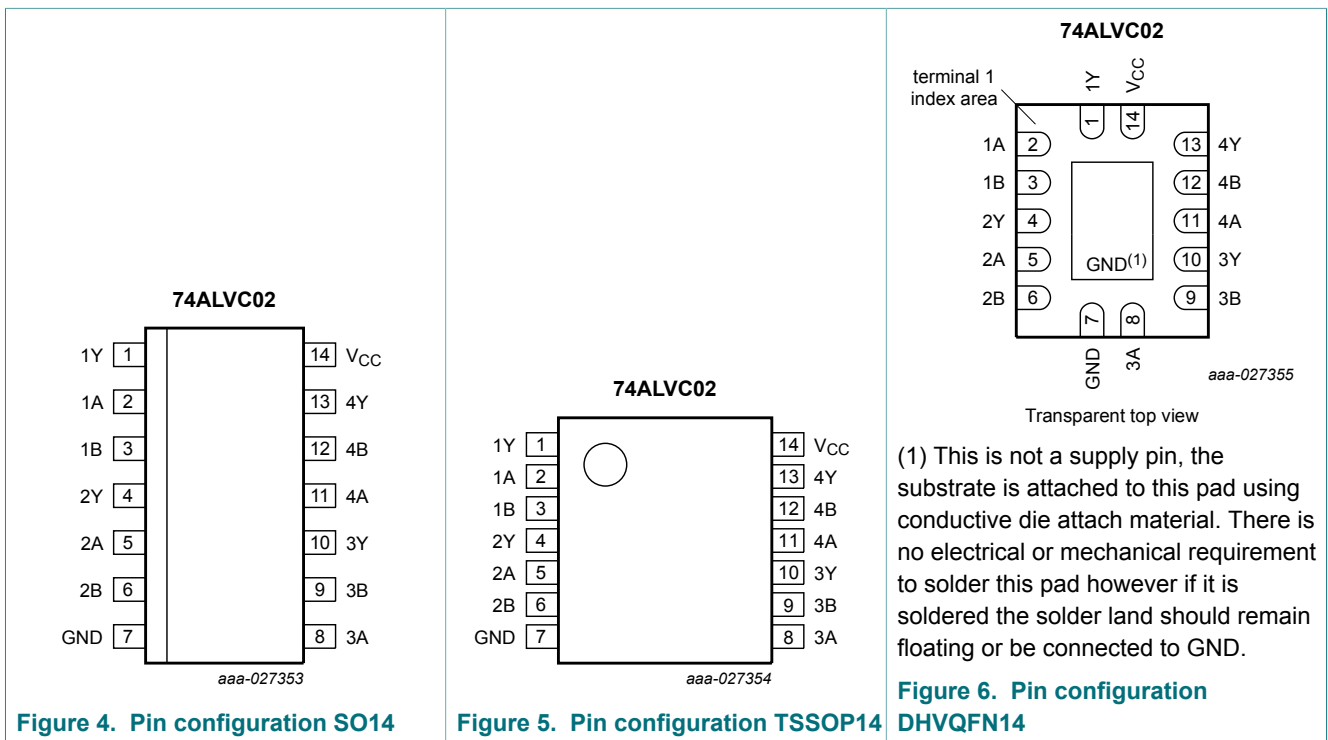 74ALVC02
1Y 1 14 VCC
1A 2 13 4Y
1B 3 12 4B
2Y 4 11 4A
2A 5 10 3Y
2B 6 9 3B
GND 7 8 3A
aaa-027353
Figure 4. Pin configuration SO14
74ALVC02
1Y 1 14 VCC
1A 2 13 4Y
1B 3 12 4B
2Y 4 11 4A
2A 5 10 3Y
2B 6 9 3B
GND 7 8 3A
aaa-027354
Figure 5. Pin configuration TSSOP14
74ALVC02
terminal 1
index area
1Y VCC
1 14
1A 2 13 4Y
1B 3 12 4B
2Y 4 11 4A
2A 5 GND(1) 10 3Y
2B 6 9 3B
7 8
GND 3A
aaa-027355
Transparent top view
(1) This is not a supply pin, the
substrate is attached to this pad using
conductive die attach material. There is
no electrical or mechanical requirement
to solder this pad however if it is
soldered the solder land should remain
floating or be connected to GND.
Figure 6. Pin configuration
DHVQFN14